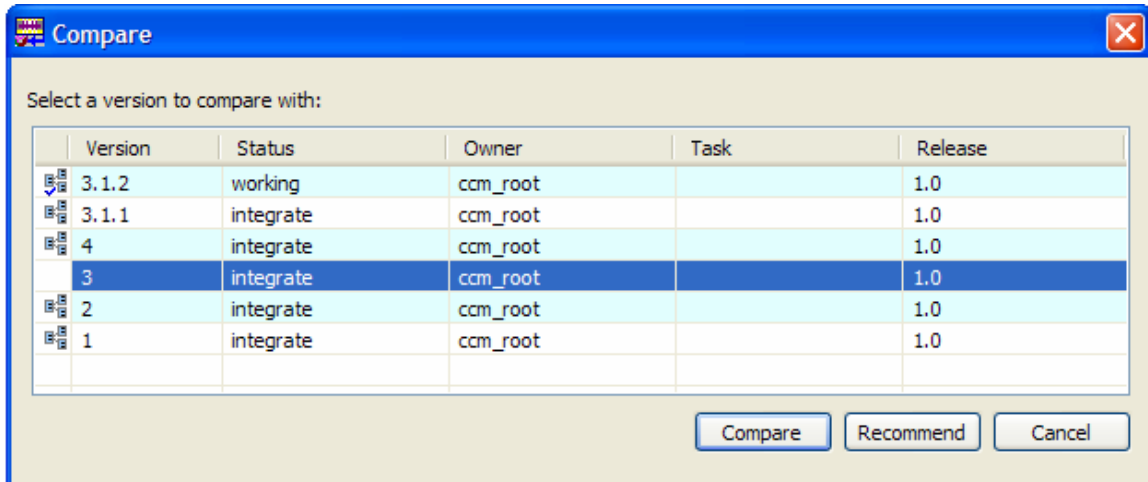 Compare
Select a version to compare with:
Version Status Owner Task Release
3.1.2 working ccm_root 1.0
3.1.1 integrate ccm_root 1.0
4 integrate ccm_root 1.0
3 integrate ccm_root 1.0
2 integrate ccm_root 1.0
1 integrate ccm_root 1.0
Compare Recommend Cancel